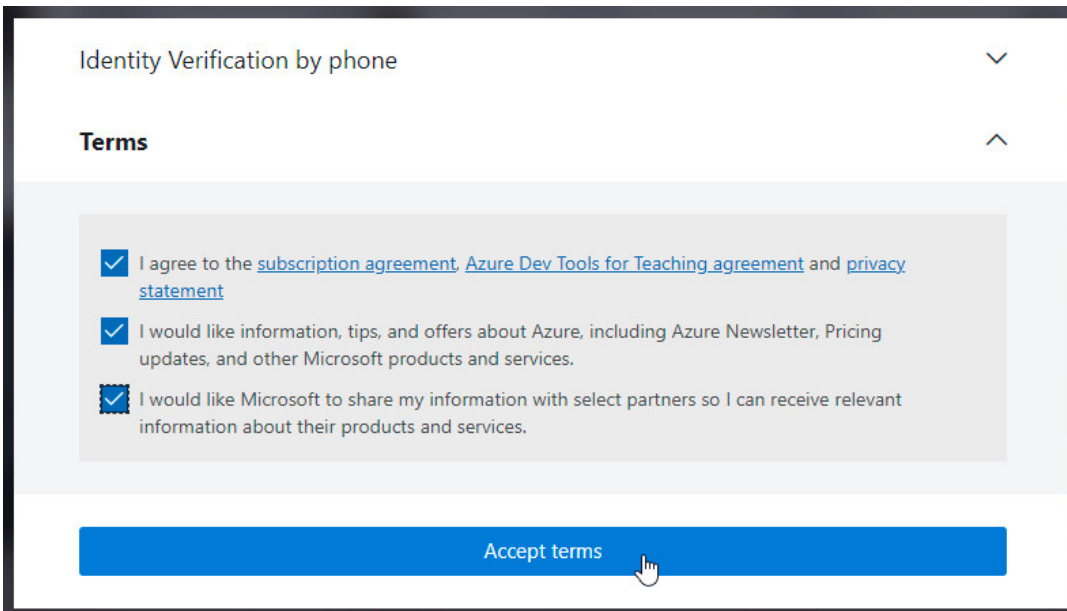 Identity Verification by phone
Terms
I agree to the subscription agreement, Azure Dev Tools for Teaching agreement and privacy
statement
I would like information, tips, and offers about Azure, including Azure Newsletter, Pricing
updates, and other Microsoft products and services.
I would like Microsoft to share my information with select partners so I can receive relevant
information about their products and services.
Accept terms